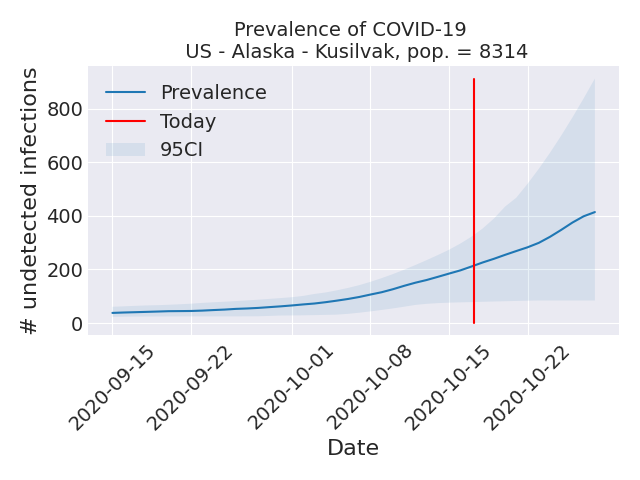 Prevalence of COVID-19
US - Alaska - Kusilvak, pop. = 8314
# undetected infections
800
600
400
200
0
Prevalence
Today
95CI
2020-09-15
2020-09-22
2020-10-01
2020-10-08
2020-10-15
2020-10-22
Date